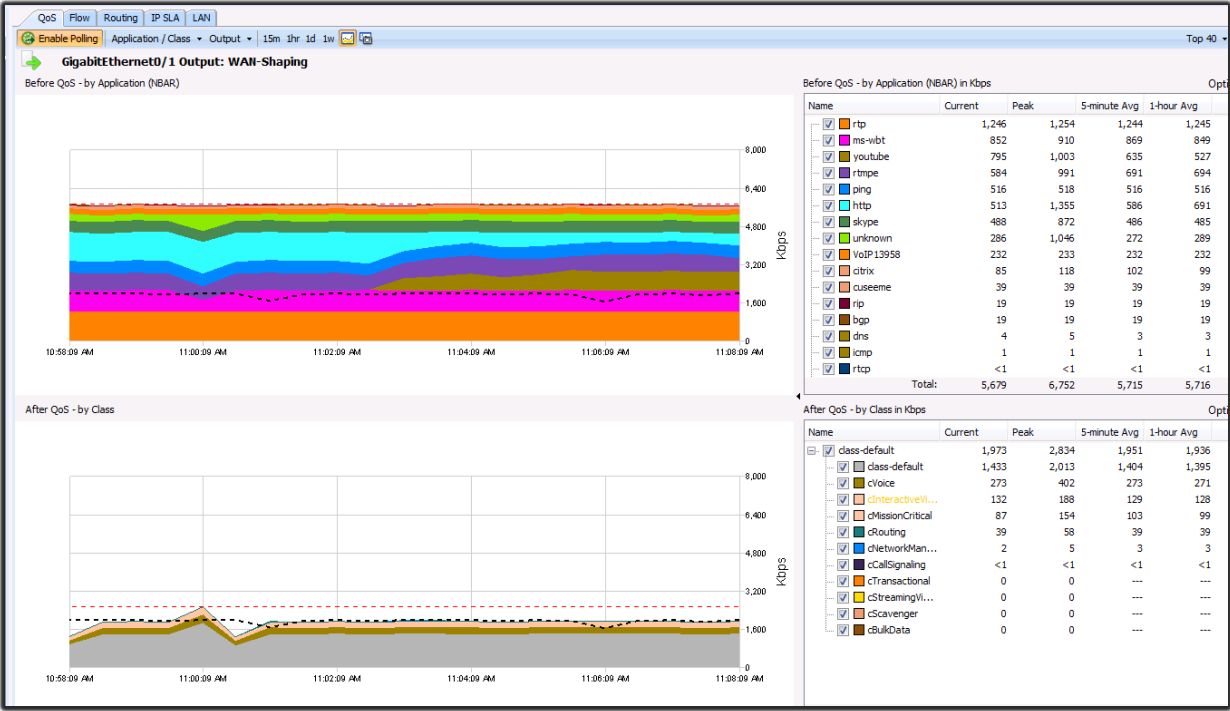 QoS Flow Routing IP SLA LAN
Enable Polling Application / Class Output 15m 1hr 1d 1w Top 40
GigabitEthernet0/1 Output: WAN-Shaping
Before QoS - by Application (NBAR)
8,000
6,400
4,800
3,200
1,600
0
Kbps
10:58:09 AM 11:00:09 AM 11:02:09 AM 11:04:09 AM 11:06:09 AM 11:08:09 AM
Before QoS - by Application (NBAR) in Kbps Opti
Name Current Peak 5-minute Avg 1-hour Avg
rtp 1,246 1,254 1,244 1,245
ms-wbt 852 910 869 849
youtube 795 1,003 635 527
rtmpe 584 991 691 694
ping 516 518 516 516
http 513 1,355 586 691
skype 488 872 486 485
unknown 286 1,046 272 289
VoIP13958 232 233 232 232
citrix 85 118 102 99
cuseeme 39 39 39 39
rip 19 19 19 19
bgp 19 19 19 19
dns 4 5 3 3
icmp 1 1 1 1
rtcp <1 <1 <1 <1
Total: 5,679 6,752 5,715 5,716
After QoS - by Class
8,000
6,400
4,800
3,200
1,600
0
Kbps
10:58:09 AM 11:00:09 AM 11:02:09 AM 11:04:09 AM 11:06:09 AM 11:08:09 AM
After QoS - by Class in Kbps Opti
Name Current Peak 5-minute Avg 1-hour Avg
class-default 1,973 2,834 1,951 1,936
class-default 1,433 2,013 1,404 1,395
cVoice 273 402 273 271
cInteractiveVi... 132 188 129 128
cMissionCritical 87 154 103 99
cRouting 39 58 39 39
cNetworkMan... 2 5 3 3
cCallSignaling <1 <1 <1 <1
cTransactional 0 0 --- ---
cStreamingVi... 0 0 --- ---
cScavenger 0 0 --- ---
cBulkData 0 0 --- ---